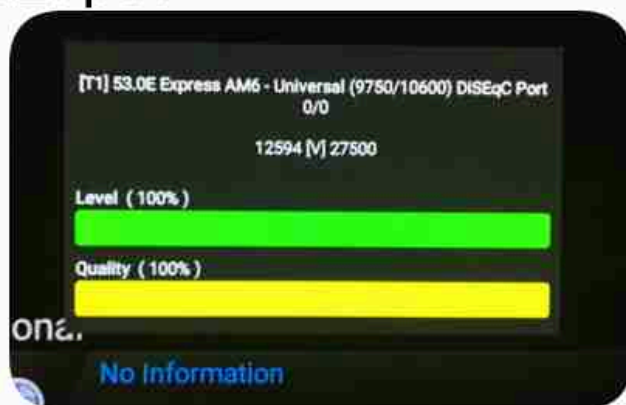 [T1] 53.0E Express AM6 - Universal (9750/10600) DiSEqC Port
0/0
12594 [V] 27500
Level ( 100% )
Quality ( 100% )
No Information